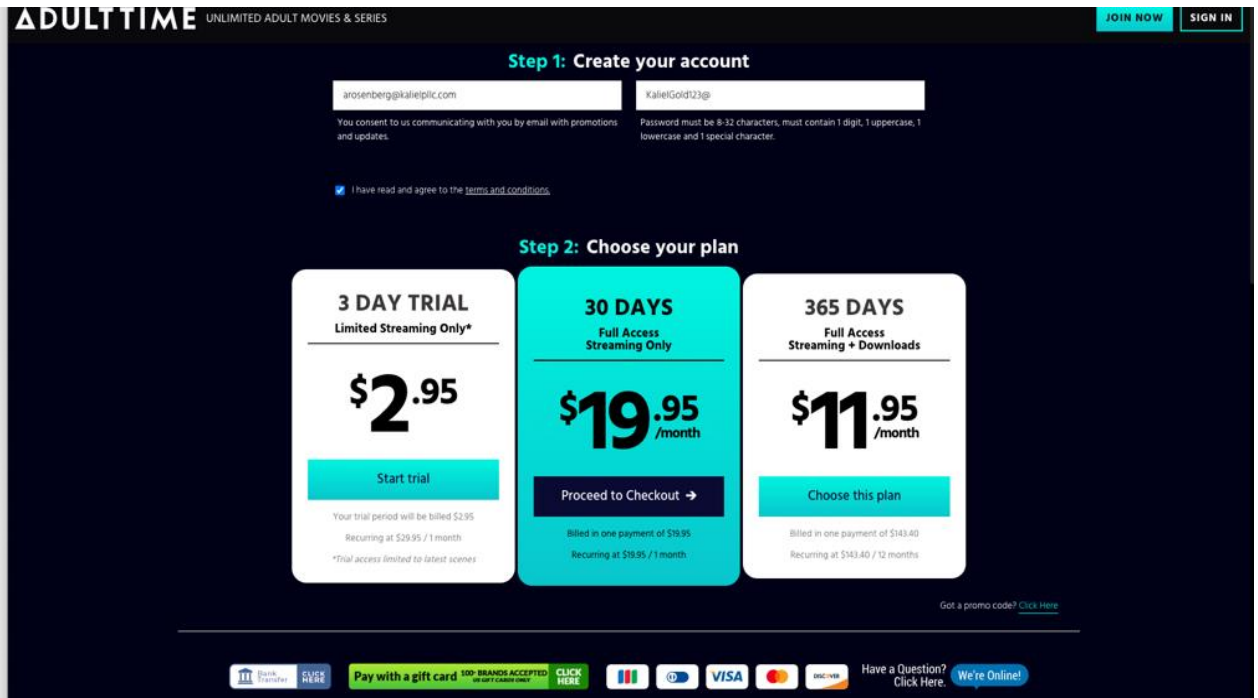 ADULTTIME UNLIMITED ADULT MOVIES & SERIES
JOIN NOW
SIGN IN
Step 1: Create your account
arosenberg@kalielpllc.com
KalielGold123@
You consent to us communicating with you by email with promotions
and updates.
Password must be 8-32 characters, must contain 1 digit, 1 uppercase, 1
lowercase and 1 special character.
I have read and agree to the terms and conditions.
Step 2: Choose your plan
3 DAY TRIAL
Limited Streaming Only*
$2.95
Start trial
Your trial period will be billed $2.95
Recurring at $29.95 / 1 month
*Trial access limited to latest scenes
30 DAYS
Full Access
Streaming Only
$19.95
/month
Proceed to Checkout →
Billed in one payment of $19.95
Recurring at $19.95 / 1 month
365 DAYS
Full Access
Streaming + Downloads
$11.95
/month
Choose this plan
Billed in one payment of $143.40
Recurring at $143.40 / 12 months
Got a promo code? Click Here
Bank
Transfer
CLICK
HERE
Pay with a gift card
100+ BRANDS ACCEPTED
US GIFT CARDS ONLY
CLICK
HERE
VISA
DISCOVER
Have a Question?
Click Here.
We're Online!